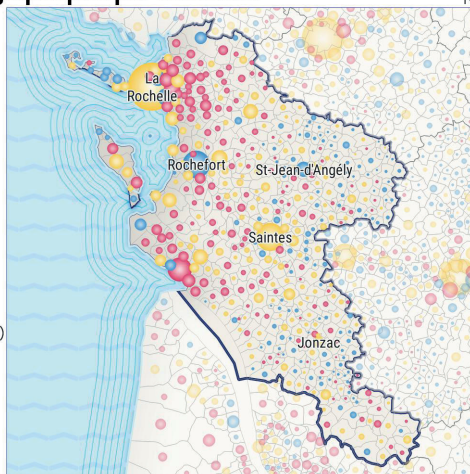 La
Rochelle
Rochefort
St-Jean-d'Angély
Saintes
Jonzac
)